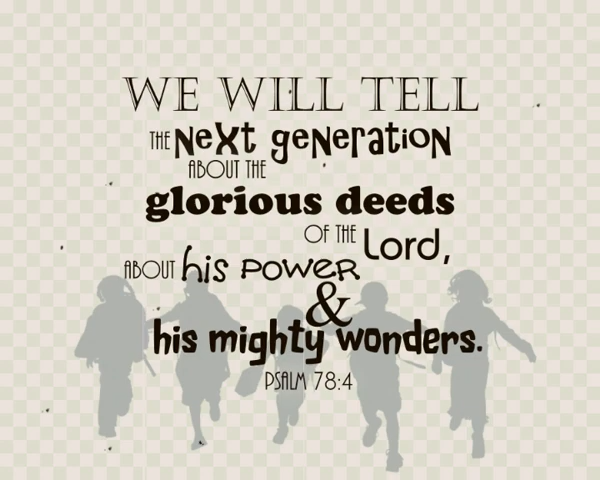 WE WILL TELL
THE NeXt geNeratioN
ABOUT THE
glorious deeds
OF THE Lord,
ABOUT his POWER
&
his mighty wonders.
PSALM 78:4